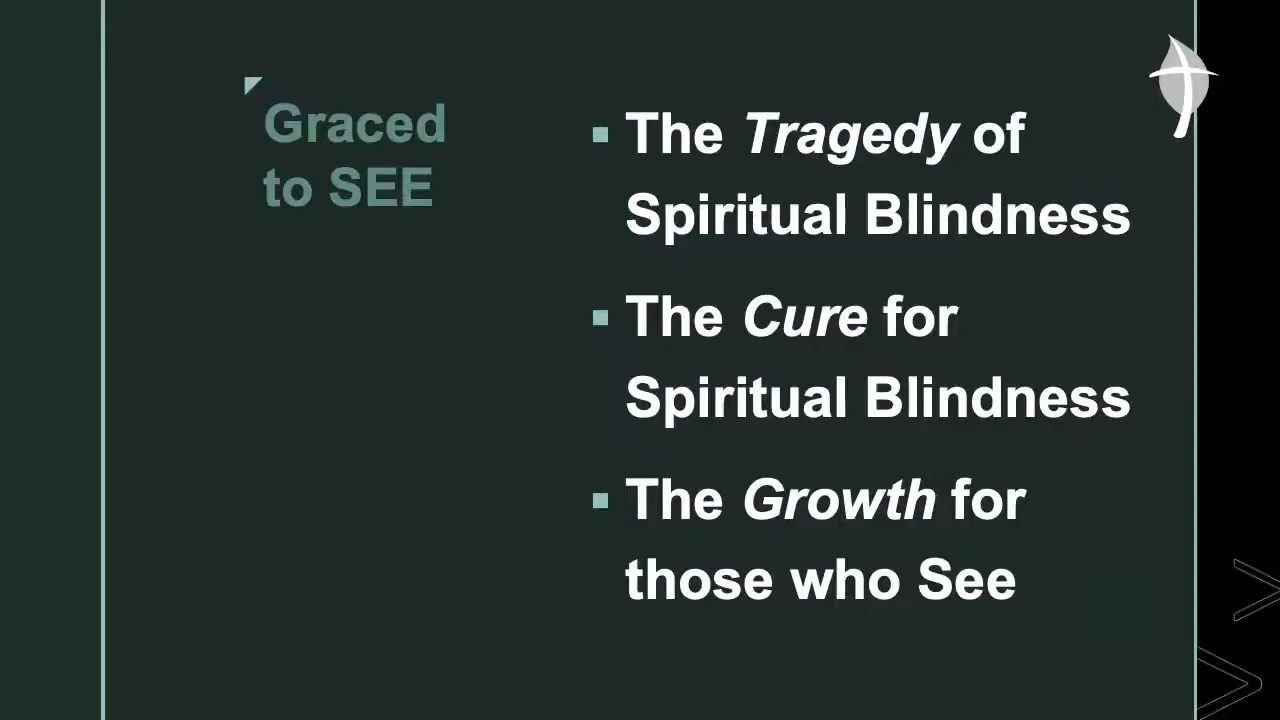 Graced
to SEE
The Tragedy of
Spiritual Blindness
The Cure for
Spiritual Blindness
The Growth for
those who See